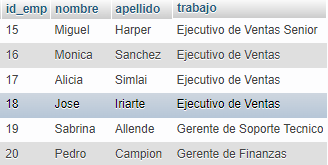 id_emp nombre apellido trabajo
15 Miguel Harper Ejecutivo de Ventas Senior
16 Monica Sanchez Ejecutivo de Ventas
17 Alicia Simlai Ejecutivo de Ventas
18 Jose Iriarte Ejecutivo de Ventas
19 Sabrina Allende Gerente de Soporte Tecnico
20 Pedro Campion Gerente de Finanzas